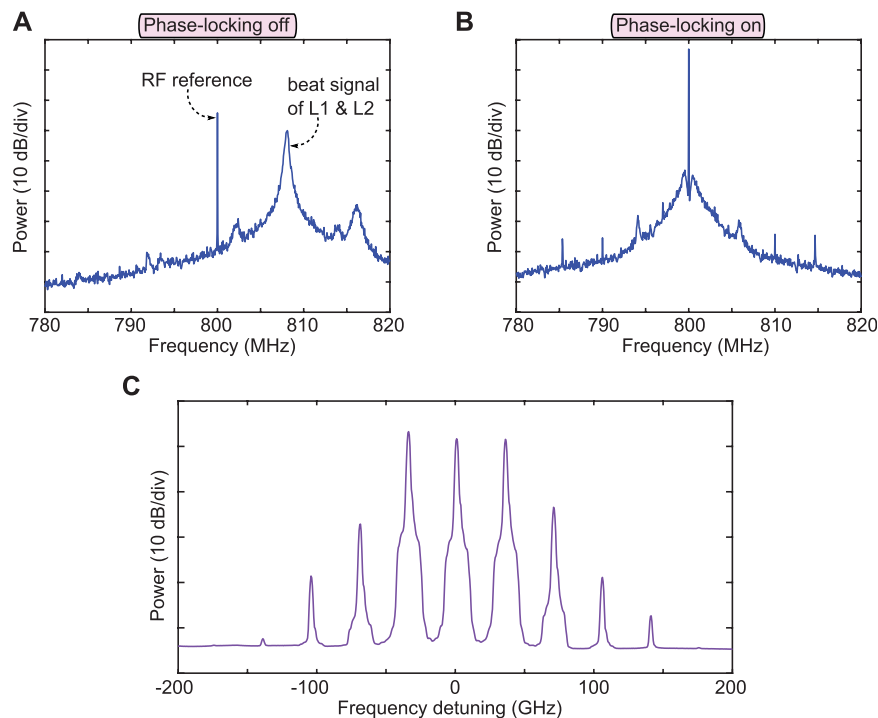 A
Phase-locking off
RF reference
beat signal
of L1 & L2
Power (10 dB/div)
780
790
800
810
820
Frequency (MHz)
B
Phase-locking on
Power (10 dB/div)
780
790
800
810
820
Frequency (MHz)
C
Power (10 dB/div)
-200
-100
0
100
200
Frequency detuning (GHz)